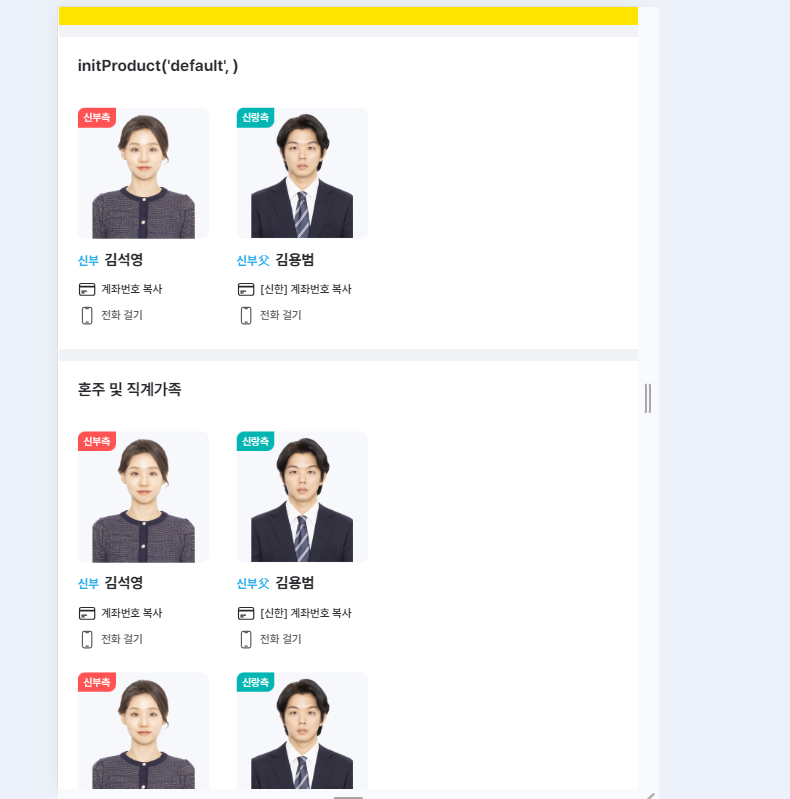 initProduct('default', )
신부측 신랑측
신부 김석영 신부父 김용범
계좌번호 복사 [신한] 계좌번호 복사
전화 걸기 전화 걸기
혼주 및 직계가족
신부측 신랑측
신부 김석영 신부父 김용범
계좌번호 복사 [신한] 계좌번호 복사
전화 걸기 전화 걸기
신부측 신랑측